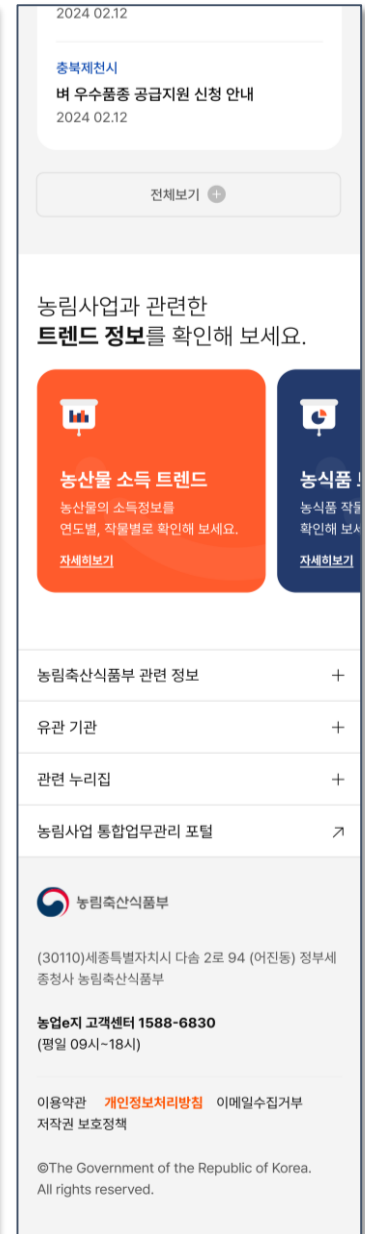 2024 02.12
충북제천시
벼 우수품종 공급지원 신청 안내
2024 02.12
전체보기
농림사업과 관련한
트렌드 정보를 확인해 보세요.
농산물 소득 트렌드
농산물의 소득정보를
연도별, 작물별로 확인해 보세요.
자세히보기
농식품
농식품 작물
확인해 보세
자세히보기
농림축산식품부 관련 정보
유관 기관
관련 누리집
농림사업 통합업무관리 포털
농림축산식품부
(30110)세종특별자치시 다솜 2로 94 (어진동) 정부세
종청사 농림축산식품부
농업e지 고객센터 1588-6830
(평일 09시~18시)
이용약관 개인정보처리방침 이메일수집거부
저작권 보호정책
©The Government of the Republic of Korea.
All rights reserved.